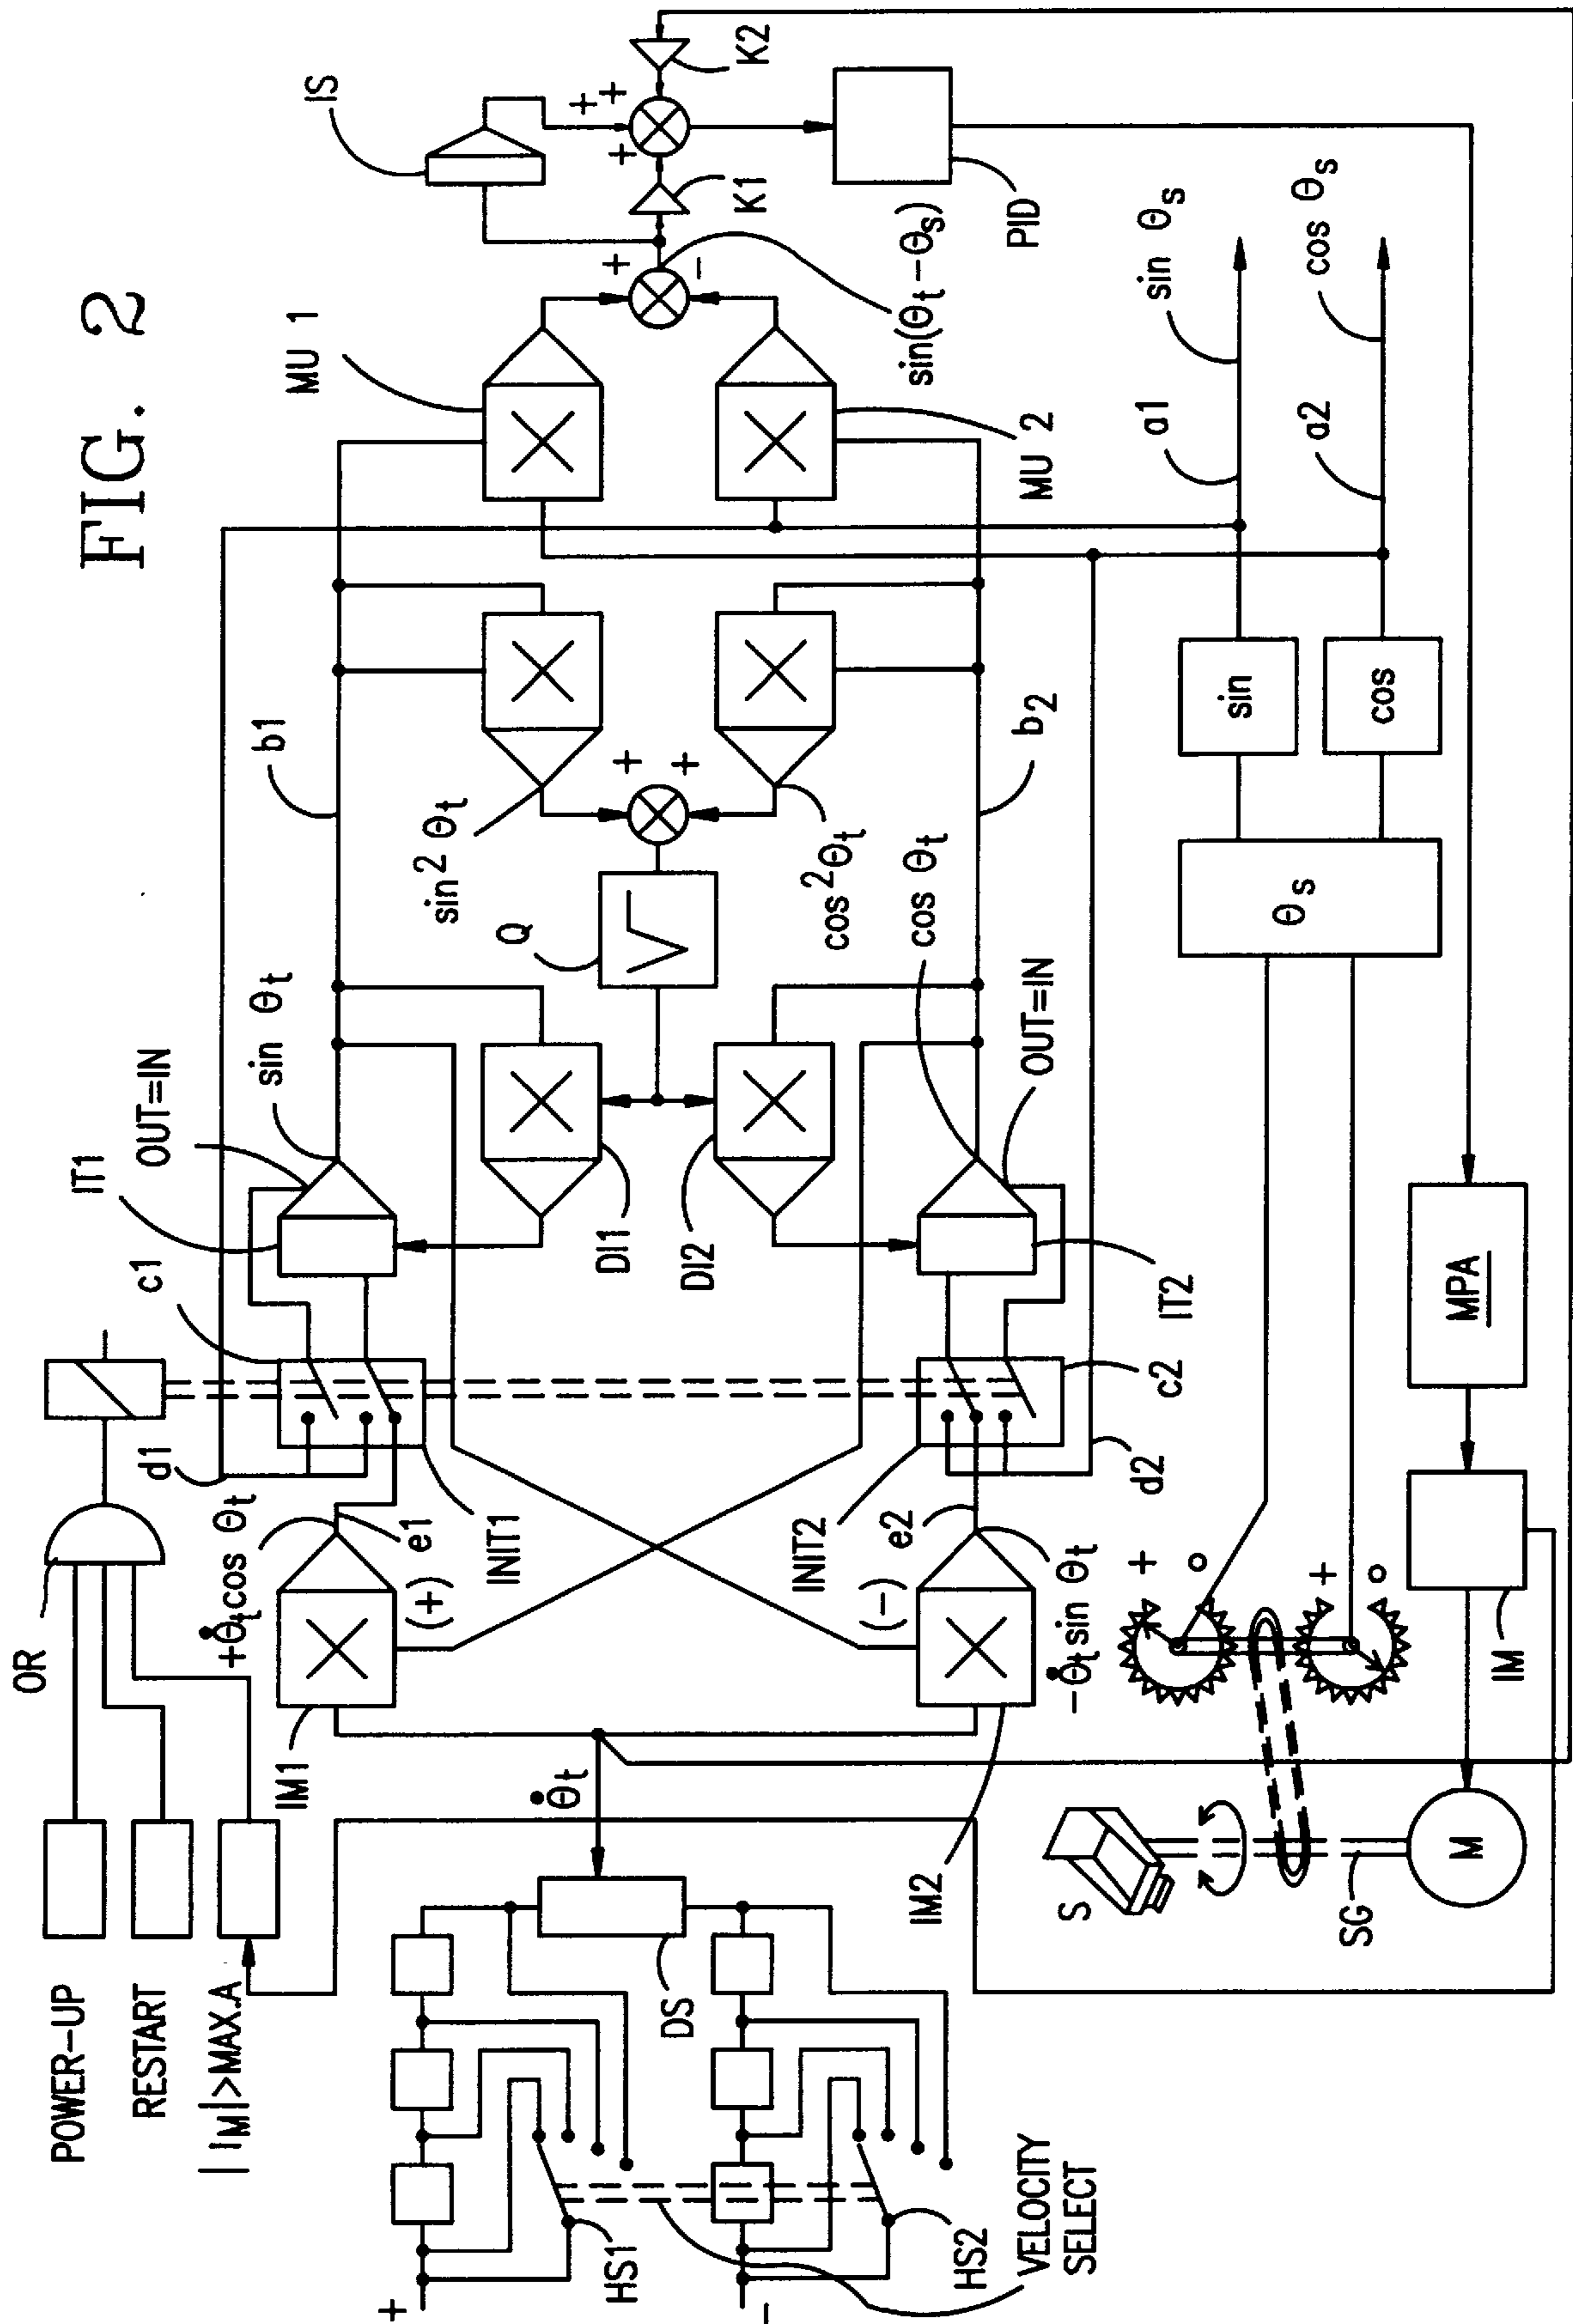 FIG. 2
POWER-UP
RESTART
|I_M|>MAX.A
OR
d1
c1
IT1
OUT=IN
sin Θt
b1
MU 1
IS
+
+
+
K2
K1
+
-
sin(Θt-Θs)
PID
+Θ̇t cos Θt
e1
IM1
(+)
INIT1
DI1
DI2
Q
sin² Θt
+
+
cos² Θt
cos Θt
b2
MU 2
OUT=IN
IT2
c2
d2
INIT2
e2
(-)
-Θ̇t sin Θt
IM2
Θ̇t
DS
+
HS1
-
HS2
VELOCITY
SELECT
S
SG
M
+
o
+
o
IM
MPA
Θs
sin
cos
a1
sin Θs
a2
cos Θs